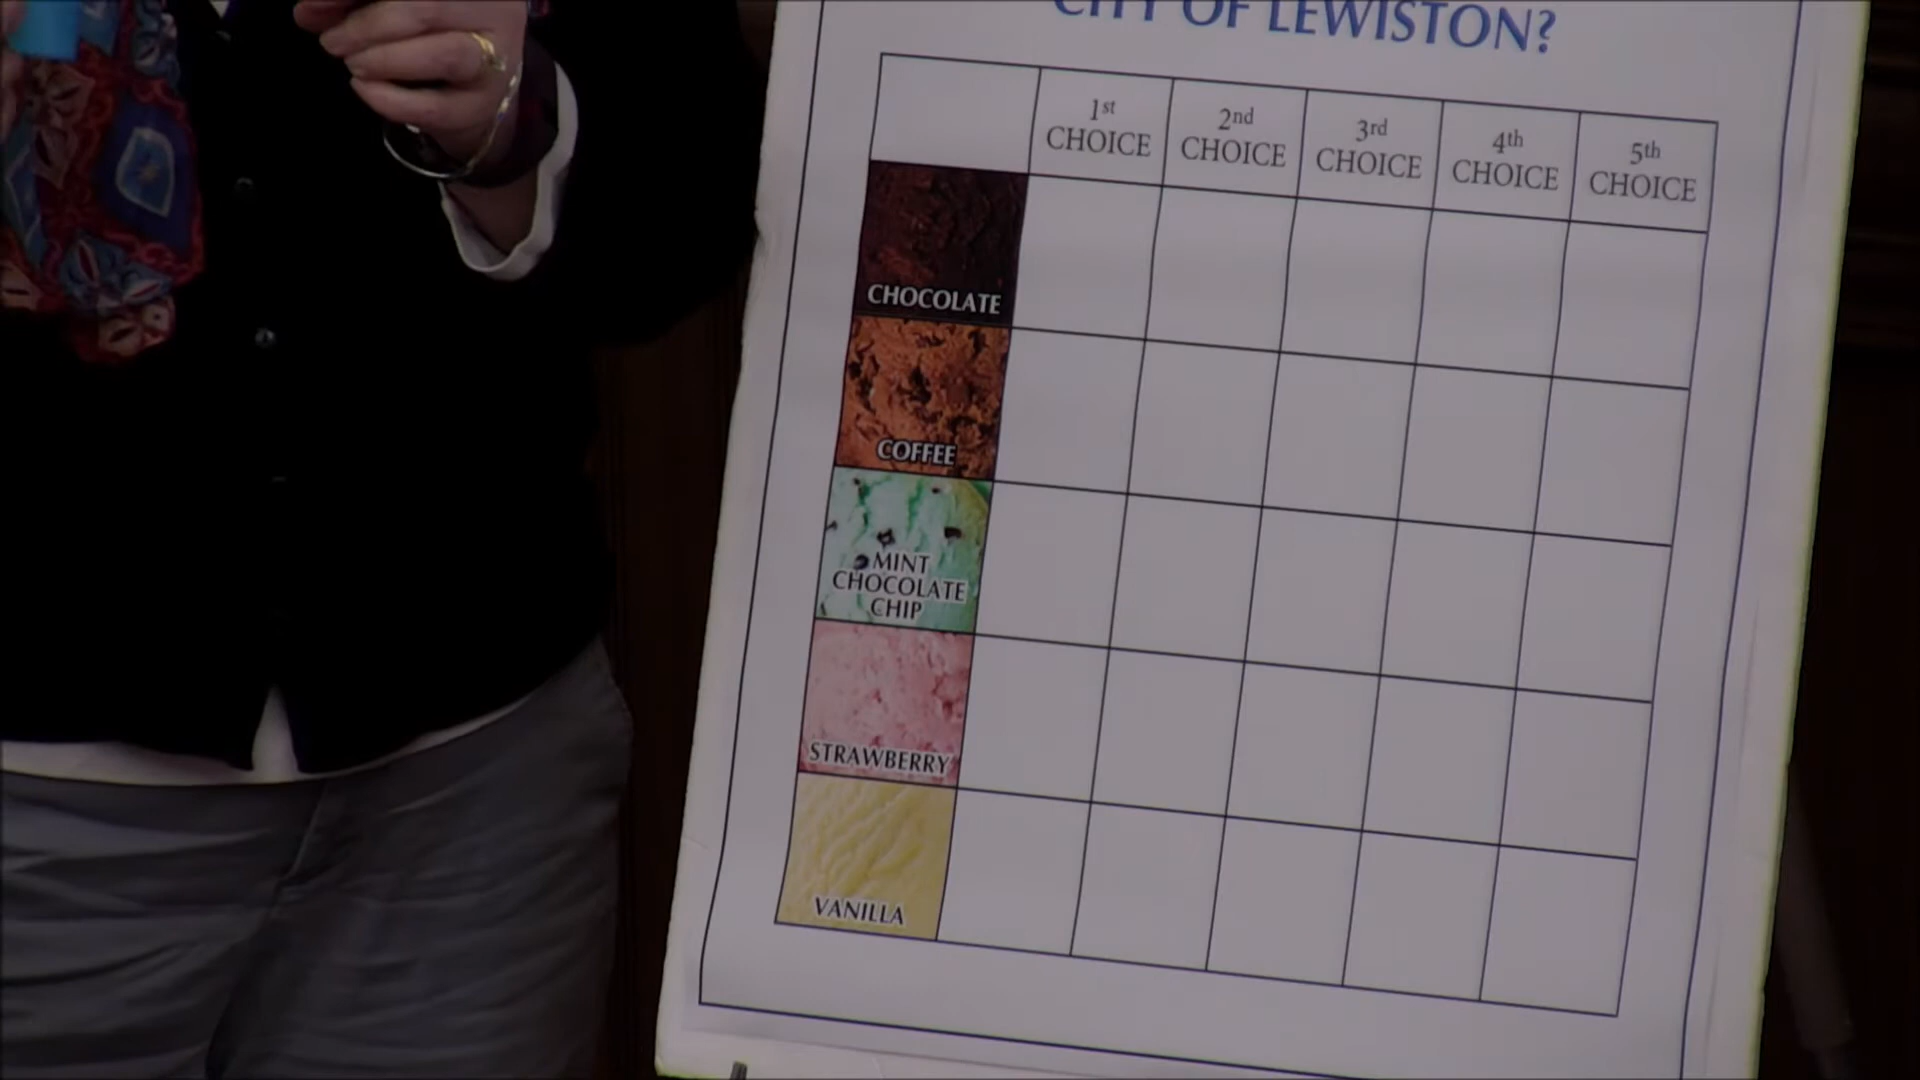 CITY OF LEWISTON?
1st
CHOICE
2nd
CHOICE
3rd
CHOICE
4th
CHOICE
5th
CHOICE
CHOCOLATE
COFFEE
MINT
CHOCOLATE
CHIP
STRAWBERRY
VANILLA